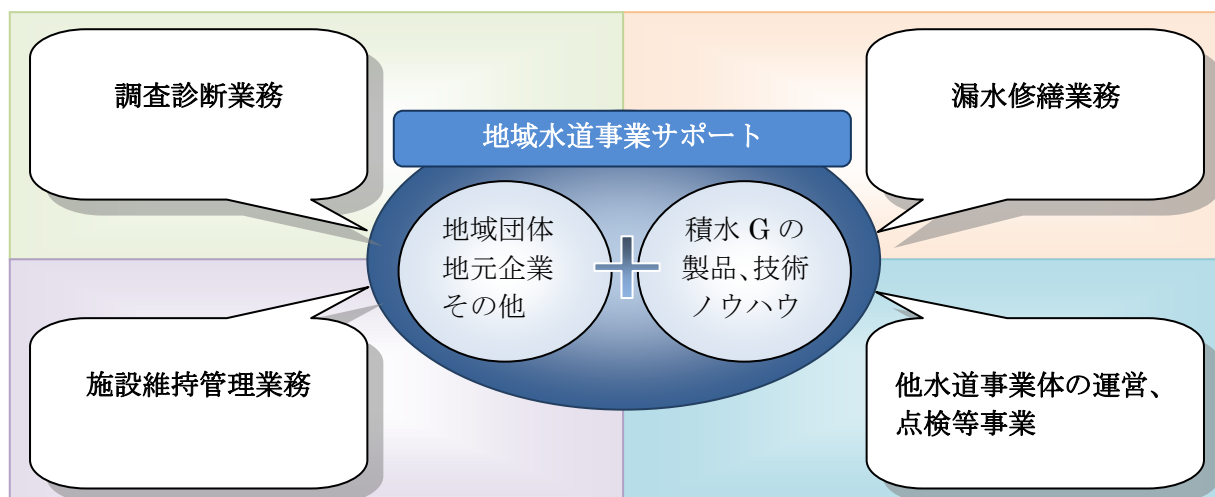 調査診断業務
漏水修繕業務
地域水道事業サポート
地域団体
地元企業
その他
積水 G の
製品、技術
ノウハウ
施設維持管理業務
他水道事業体の運営、
点検等事業